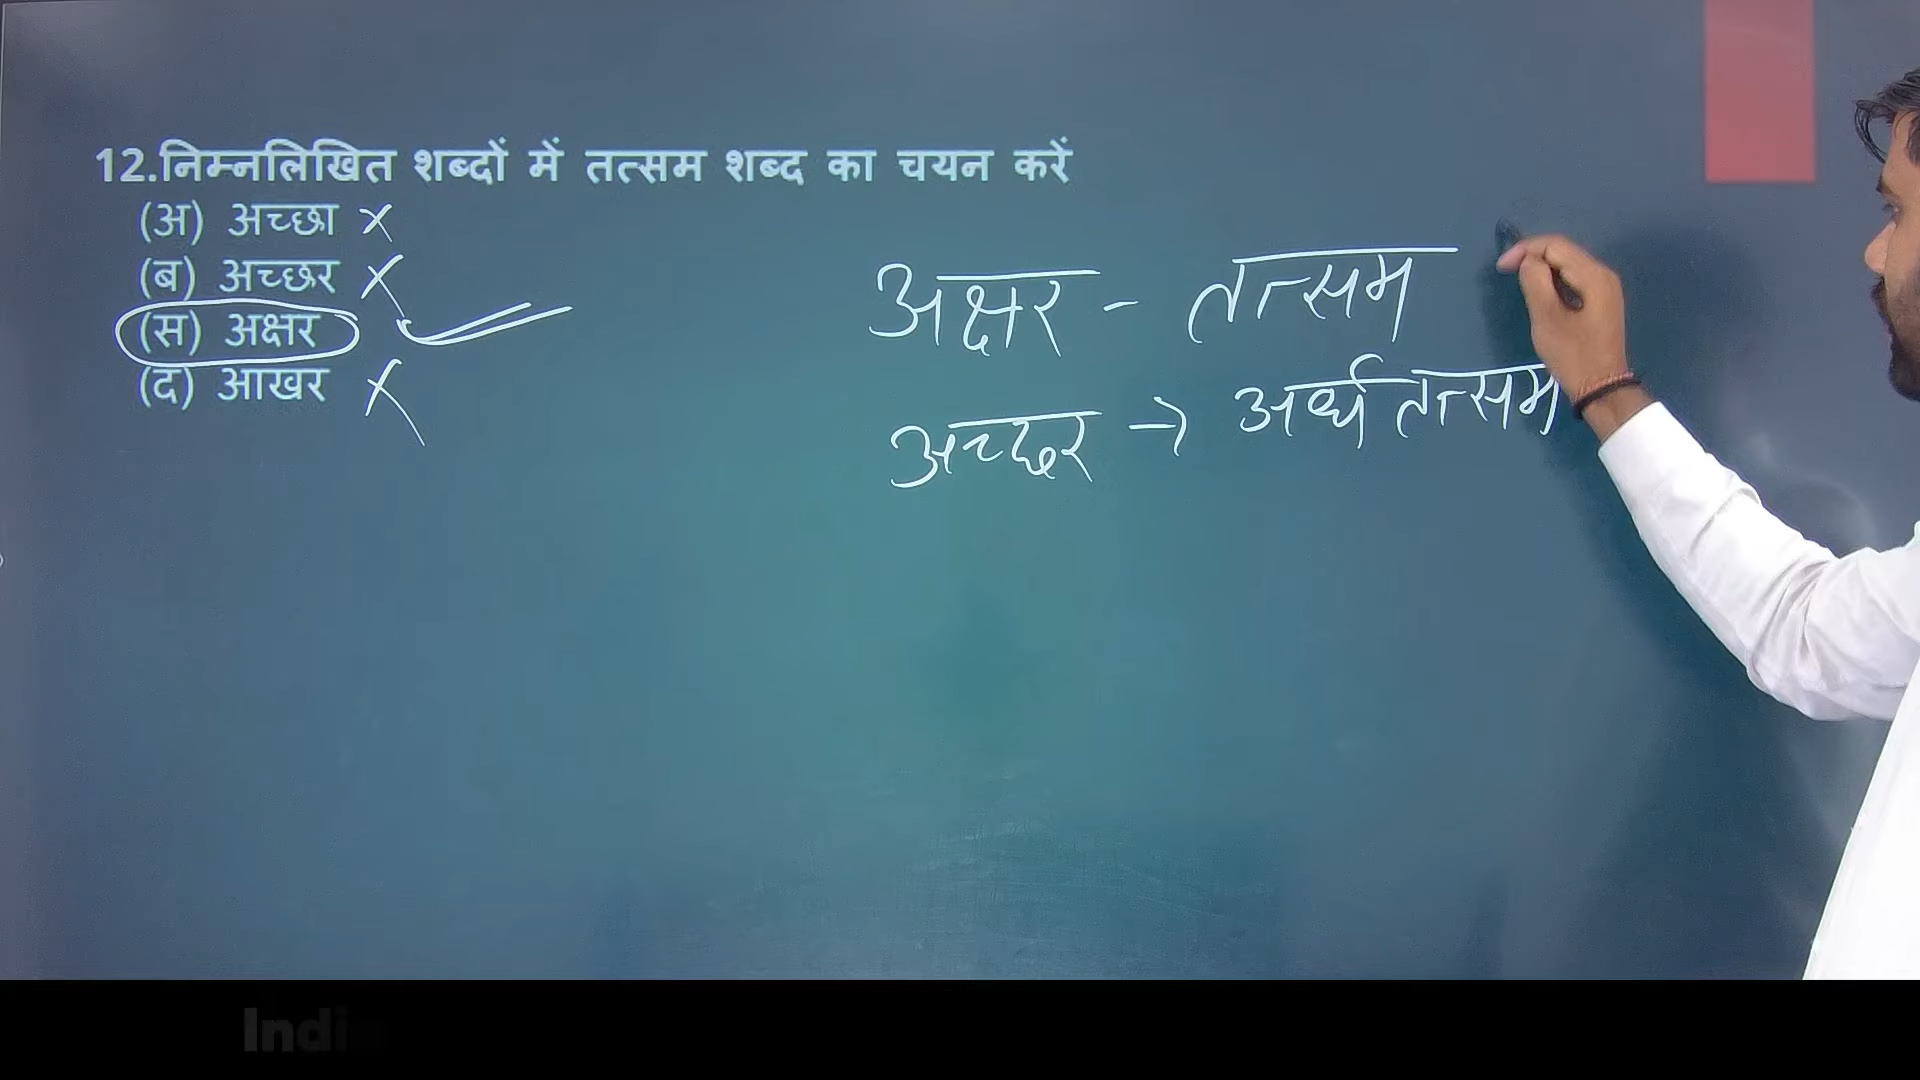 12.निम्नलिखित शब्दों में तत्सम शब्द का चयन करें
(अ) अच्छा x
(ब) अच्छर x
(स) अक्षर
(द) आखर x
अक्षर - तत्सम
अच्छर → अर्ध तत्सम
Indi